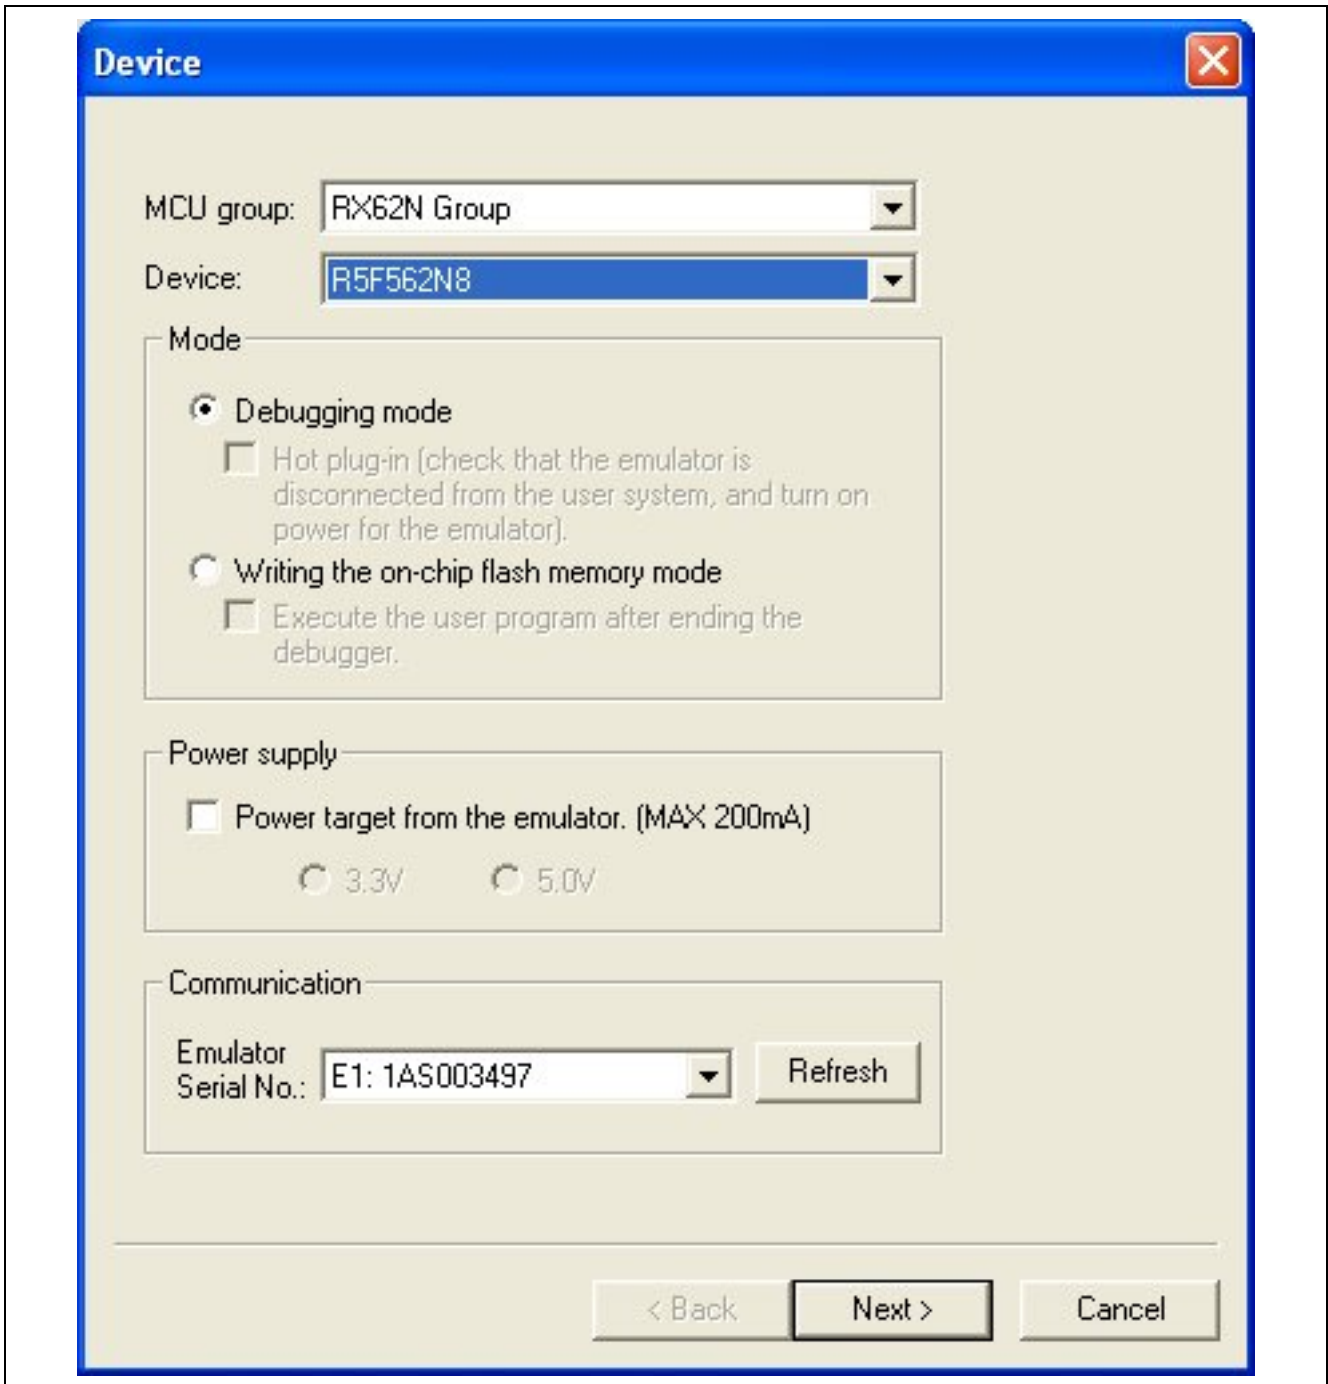 Device
MCU group: RX62N Group
Device: R5F562N8
Mode
Debugging mode
Hot plug-in (check that the emulator is
disconnected from the user system, and turn on
power for the emulator).
Writing the on-chip flash memory mode
Execute the user program after ending the
debugger.
Power supply
Power target from the emulator. (MAX 200mA)
3.3V 5.0V
Communication
Emulator
Serial No.: E1: 1AS003497 Refresh
< Back Next > Cancel